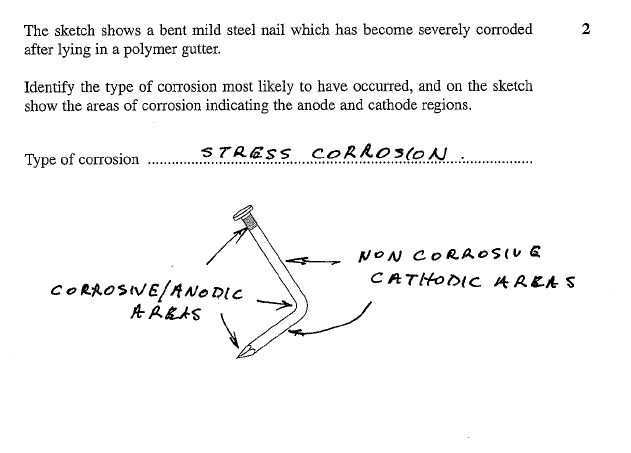 The sketch shows a bent mild steel nail which has become severely corroded 2
after lying in a polymer gutter.
Identify the type of corrosion most likely to have occurred, and on the sketch
show the areas of corrosion indicating the anode and cathode regions.
Type of corrosion .......... STRESS CORROSION ..........
NON CORROSIVE
CATHODIC AREAS
CORROSIVE/ANODIC
AREAS